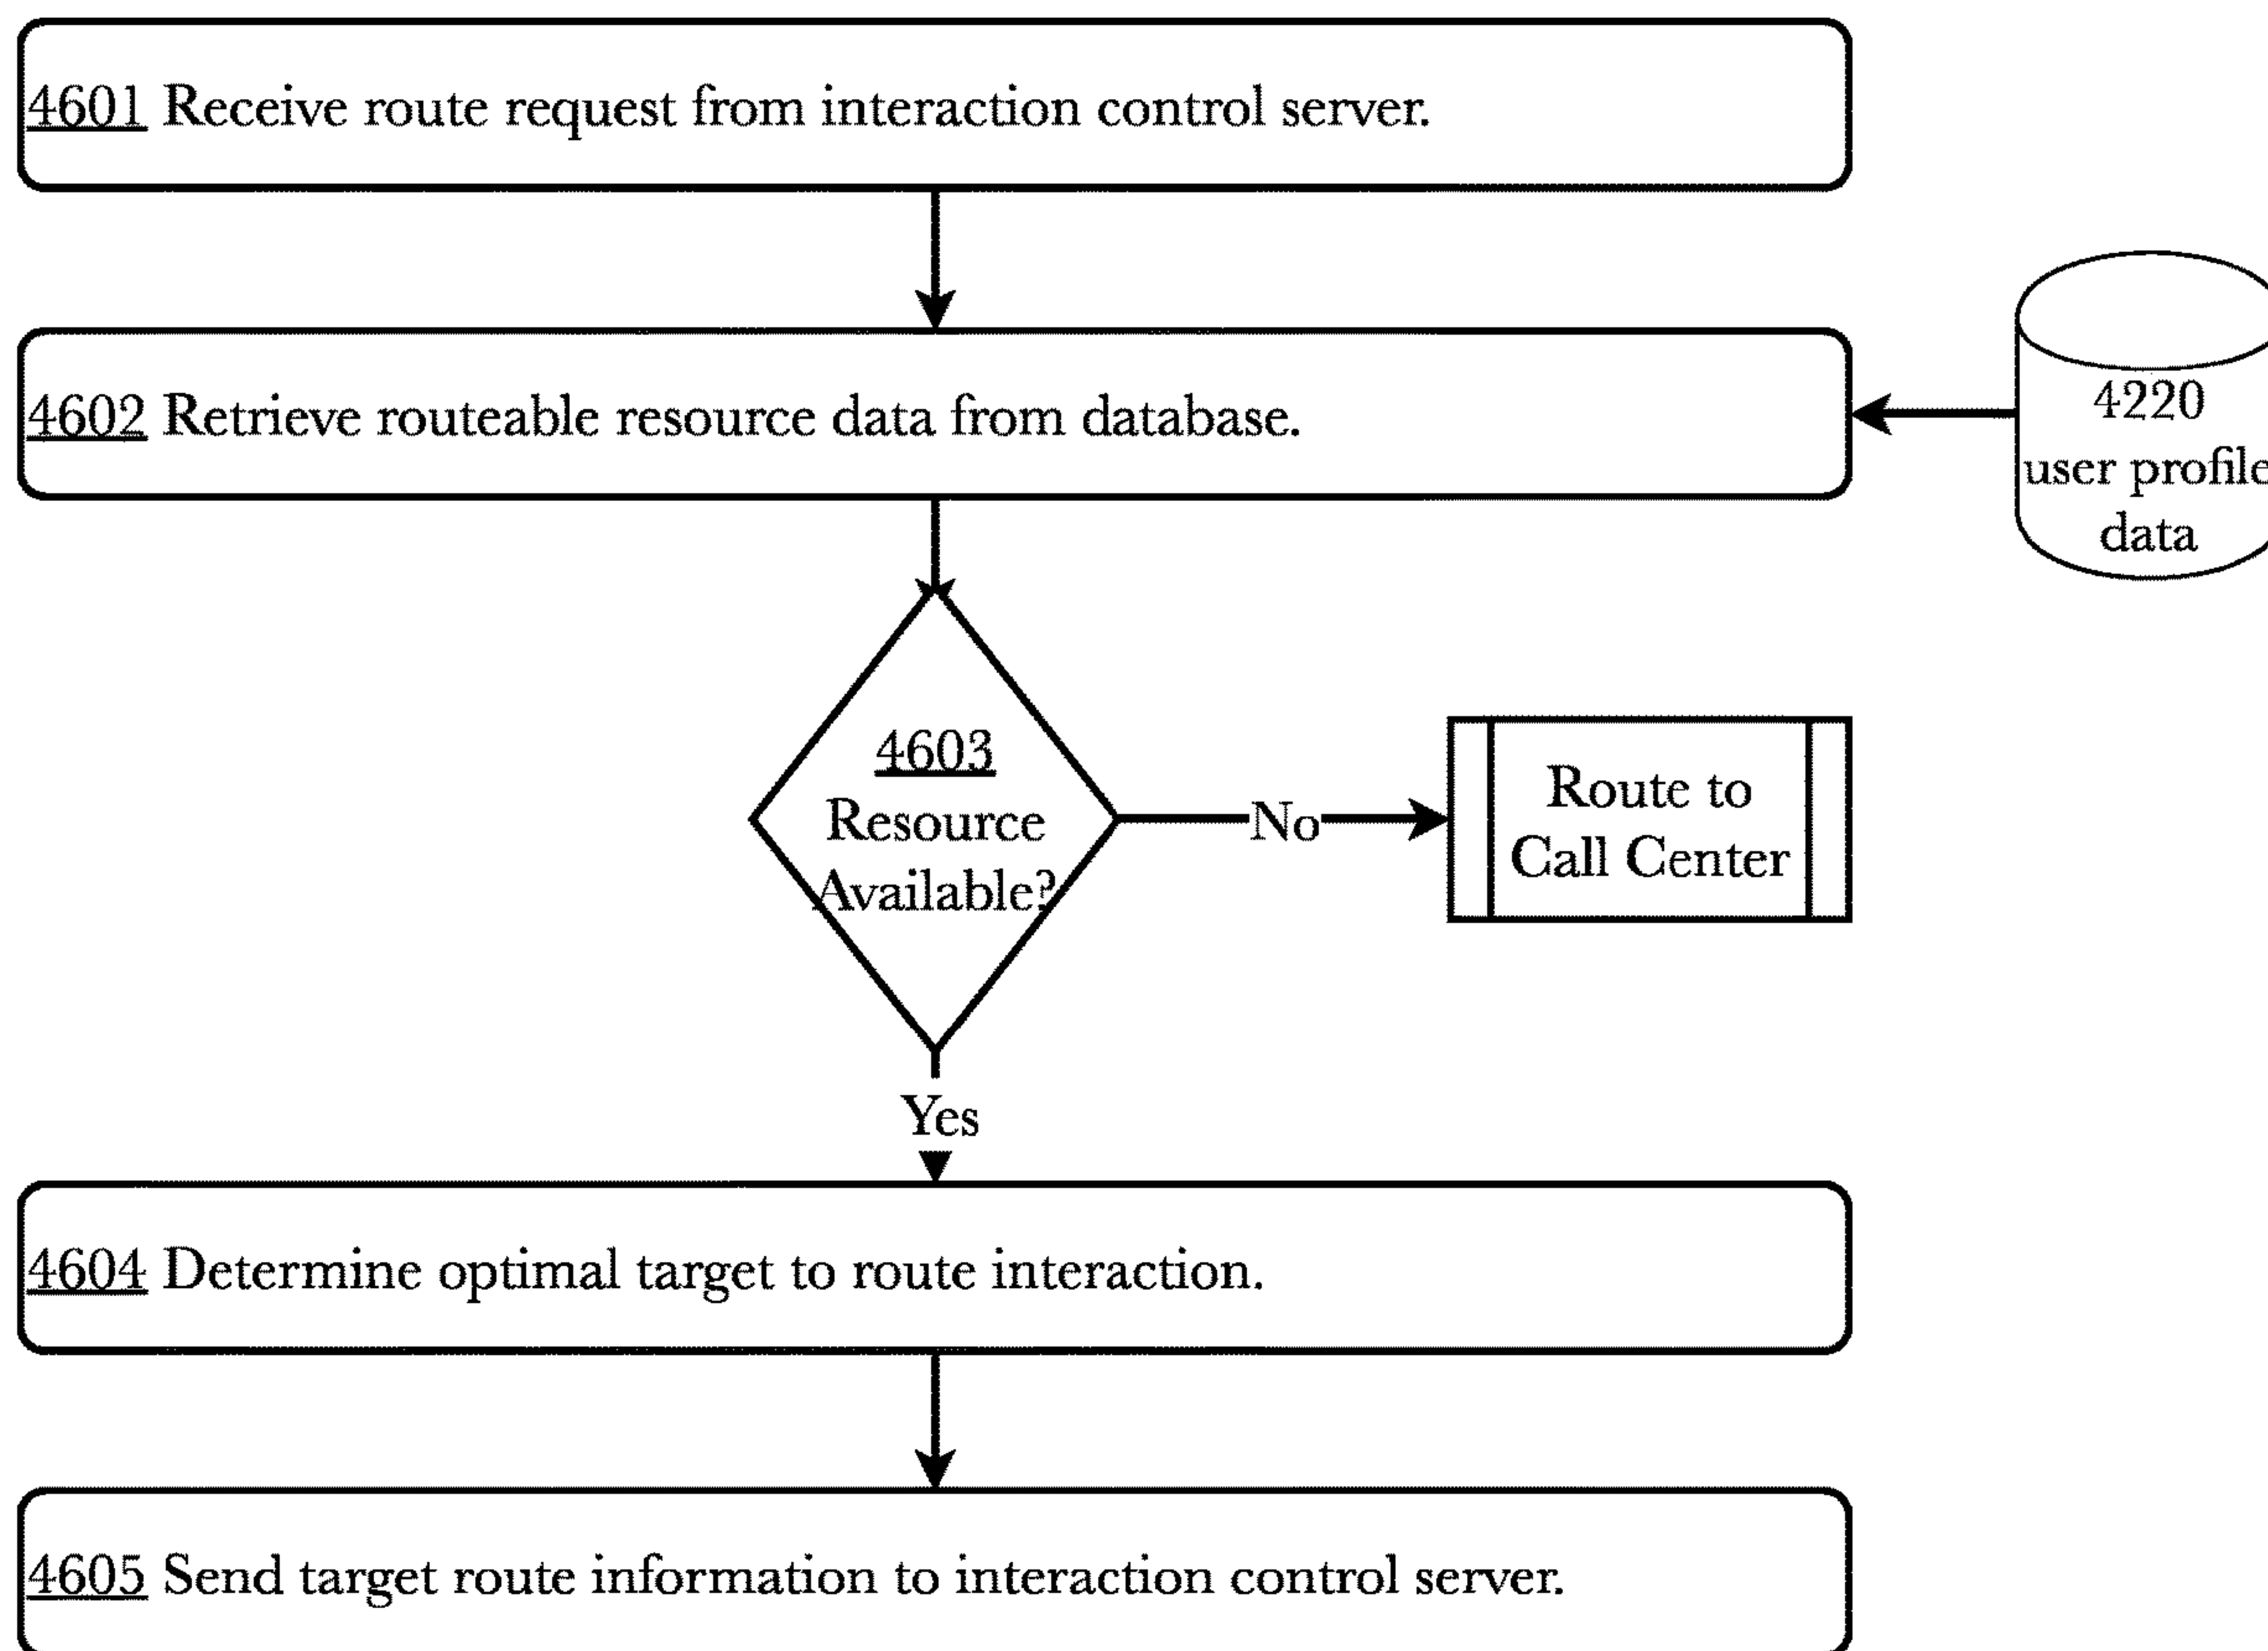 4601 Receive route request from interaction control server.
4602 Retrieve routeable resource data from database.
4220
user profile
data
4603
Resource
Available?
No
Route to
Call Center
Yes
4604 Determine optimal target to route interaction.
4605 Send target route information to interaction control server.